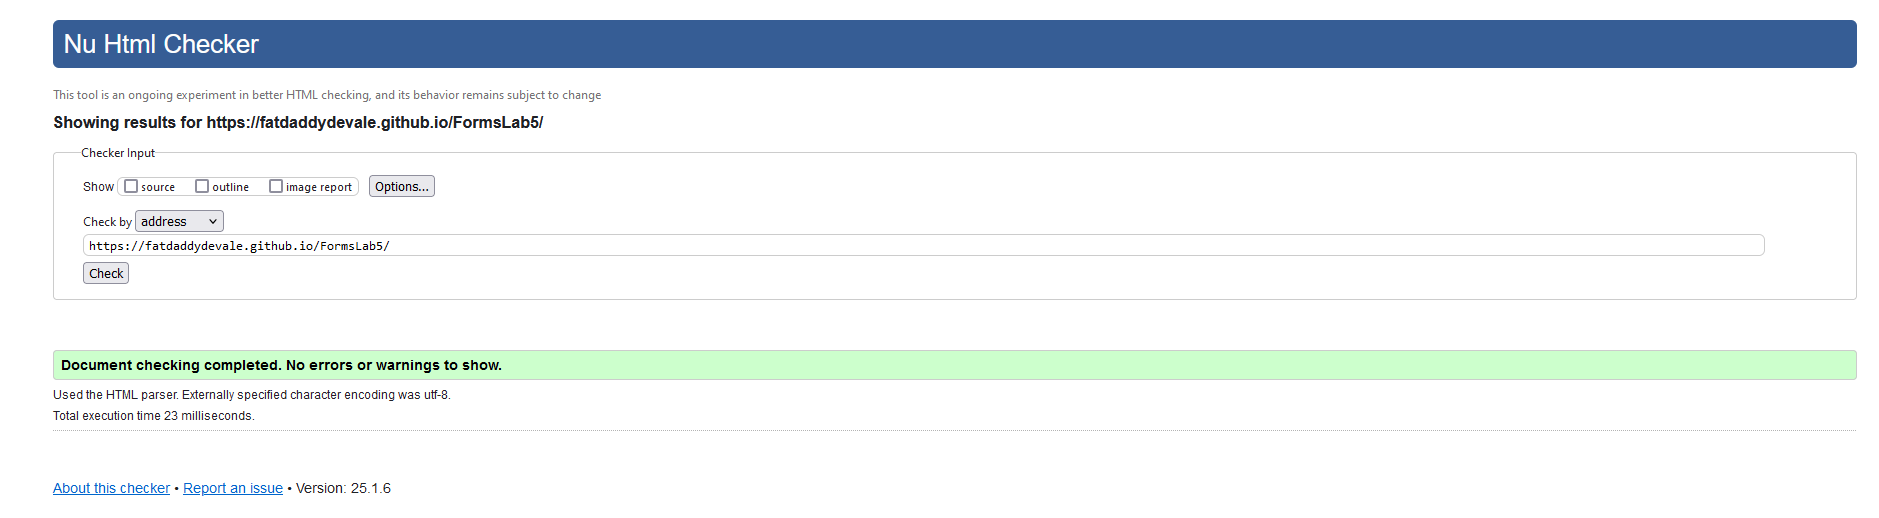 Nu Html Checker
This tool is an ongoing experiment in better HTML checking, and its behavior remains subject to change
Showing results for https://fatdaddydevale.github.io/FormsLab5/
Checker Input
Show source outline image report Options...
Check by address
https://fatdaddydevale.github.io/FormsLab5/
Check
Document checking completed. No errors or warnings to show.
Used the HTML parser. Externally specified character encoding was utf-8.
Total execution time 23 milliseconds.
About this checker • Report an issue • Version: 25.1.6